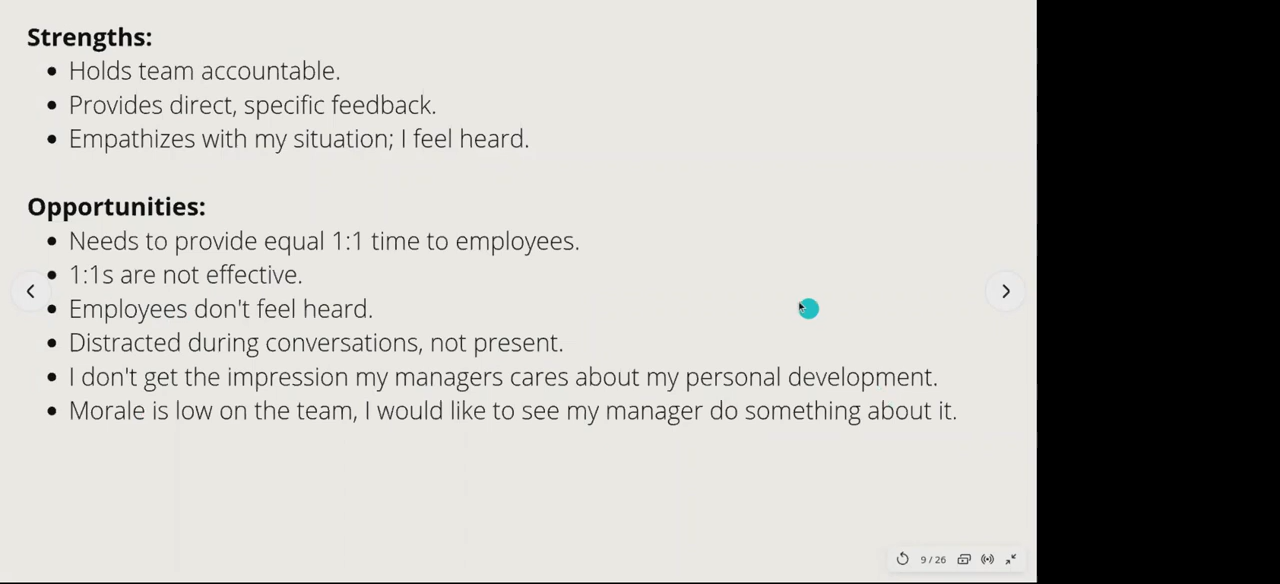 Strengths:
• Holds team accountable.
• Provides direct, specific feedback.
• Empathizes with my situation; I feel heard.
Opportunities:
• Needs to provide equal 1:1 time to employees.
• 1:1s are not effective.
• Employees don't feel heard.
• Distracted during conversations, not present.
• I don't get the impression my managers cares about my personal development.
• Morale is low on the team, I would like to see my manager do something about it.
9 / 26